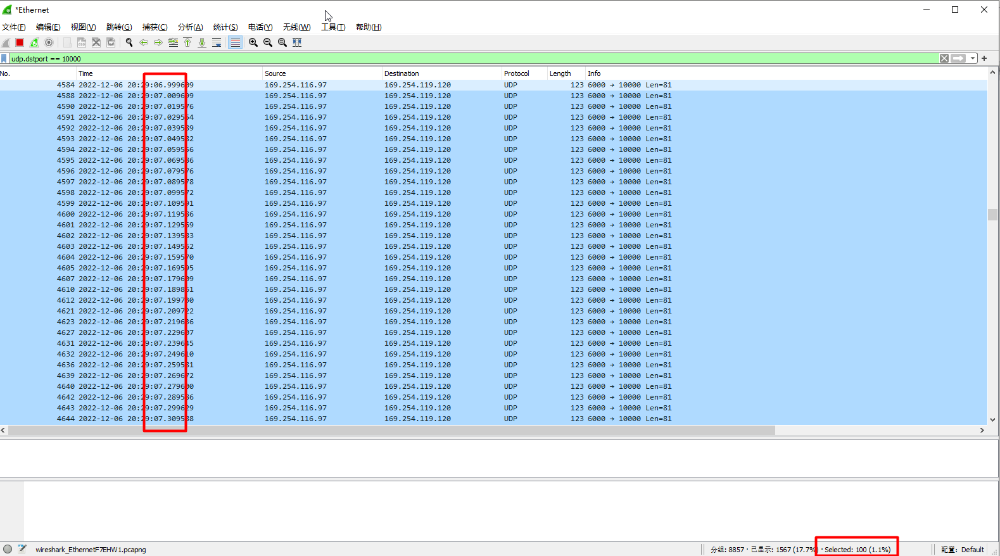 *Ethernet
文件(F) 编辑(E) 视图(V) 跳转(G) 捕获(C) 分析(A) 统计(S) 电话(Y) 无线(W) 工具(T) 帮助(H)
udp.dstport == 10000
No. Time Source Destination Protocol Length Info
4584 2022-12-06 20:29:06.999609 169.254.116.97 169.254.119.120 UDP 123 6000 → 10000 Len=81
4588 2022-12-06 20:29:07.009699 169.254.116.97 169.254.119.120 UDP 123 6000 → 10000 Len=81
4590 2022-12-06 20:29:07.019576 169.254.116.97 169.254.119.120 UDP 123 6000 → 10000 Len=81
4591 2022-12-06 20:29:07.029554 169.254.116.97 169.254.119.120 UDP 123 6000 → 10000 Len=81
4592 2022-12-06 20:29:07.039589 169.254.116.97 169.254.119.120 UDP 123 6000 → 10000 Len=81
4593 2022-12-06 20:29:07.049582 169.254.116.97 169.254.119.120 UDP 123 6000 → 10000 Len=81
4594 2022-12-06 20:29:07.059556 169.254.116.97 169.254.119.120 UDP 123 6000 → 10000 Len=81
4595 2022-12-06 20:29:07.069586 169.254.116.97 169.254.119.120 UDP 123 6000 → 10000 Len=81
4596 2022-12-06 20:29:07.079576 169.254.116.97 169.254.119.120 UDP 123 6000 → 10000 Len=81
4597 2022-12-06 20:29:07.089578 169.254.116.97 169.254.119.120 UDP 123 6000 → 10000 Len=81
4598 2022-12-06 20:29:07.099572 169.254.116.97 169.254.119.120 UDP 123 6000 → 10000 Len=81
4599 2022-12-06 20:29:07.109591 169.254.116.97 169.254.119.120 UDP 123 6000 → 10000 Len=81
4600 2022-12-06 20:29:07.119586 169.254.116.97 169.254.119.120 UDP 123 6000 → 10000 Len=81
4601 2022-12-06 20:29:07.129569 169.254.116.97 169.254.119.120 UDP 123 6000 → 10000 Len=81
4602 2022-12-06 20:29:07.139583 169.254.116.97 169.254.119.120 UDP 123 6000 → 10000 Len=81
4603 2022-12-06 20:29:07.149562 169.254.116.97 169.254.119.120 UDP 123 6000 → 10000 Len=81
4604 2022-12-06 20:29:07.159570 169.254.116.97 169.254.119.120 UDP 123 6000 → 10000 Len=81
4605 2022-12-06 20:29:07.169595 169.254.116.97 169.254.119.120 UDP 123 6000 → 10000 Len=81
4607 2022-12-06 20:29:07.179609 169.254.116.97 169.254.119.120 UDP 123 6000 → 10000 Len=81
4610 2022-12-06 20:29:07.189861 169.254.116.97 169.254.119.120 UDP 123 6000 → 10000 Len=81
4612 2022-12-06 20:29:07.199730 169.254.116.97 169.254.119.120 UDP 123 6000 → 10000 Len=81
4621 2022-12-06 20:29:07.209722 169.254.116.97 169.254.119.120 UDP 123 6000 → 10000 Len=81
4623 2022-12-06 20:29:07.219636 169.254.116.97 169.254.119.120 UDP 123 6000 → 10000 Len=81
4627 2022-12-06 20:29:07.229607 169.254.116.97 169.254.119.120 UDP 123 6000 → 10000 Len=81
4631 2022-12-06 20:29:07.239645 169.254.116.97 169.254.119.120 UDP 123 6000 → 10000 Len=81
4632 2022-12-06 20:29:07.249610 169.254.116.97 169.254.119.120 UDP 123 6000 → 10000 Len=81
4636 2022-12-06 20:29:07.259581 169.254.116.97 169.254.119.120 UDP 123 6000 → 10000 Len=81
4639 2022-12-06 20:29:07.269672 169.254.116.97 169.254.119.120 UDP 123 6000 → 10000 Len=81
4640 2022-12-06 20:29:07.279600 169.254.116.97 169.254.119.120 UDP 123 6000 → 10000 Len=81
4642 2022-12-06 20:29:07.289586 169.254.116.97 169.254.119.120 UDP 123 6000 → 10000 Len=81
4643 2022-12-06 20:29:07.299629 169.254.116.97 169.254.119.120 UDP 123 6000 → 10000 Len=81
4644 2022-12-06 20:29:07.309588 169.254.116.97 169.254.119.120 UDP 123 6000 → 10000 Len=81
wireshark_EthernetF7EHW1.pcapng 分组: 8857 · 已显示: 1567 (17.7%) · Selected: 100 (1.1%) 配置: Default